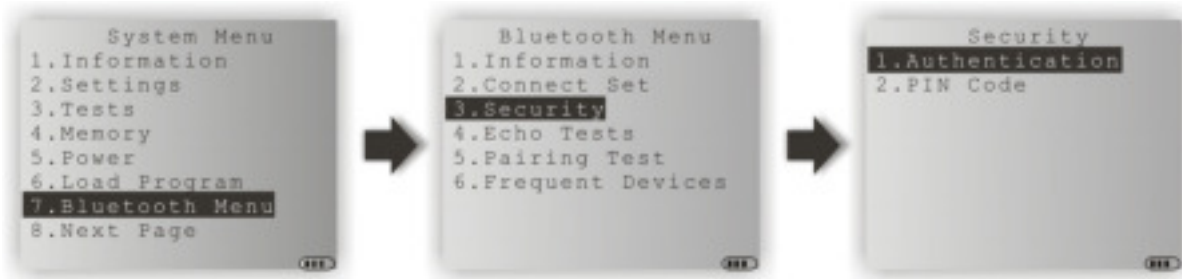 System Menu
1.Information
2.Settings
3.Tests
4.Memory
5.Power
6.Load Program
7.Bluetooth Menu
8.Next Page
Bluetooth Menu
1.Information
2.Connect Set
3.Security
4.Echo Tests
5.Pairing Test
6.Frequent Devices
Security
1.Authentication
2.PIN Code